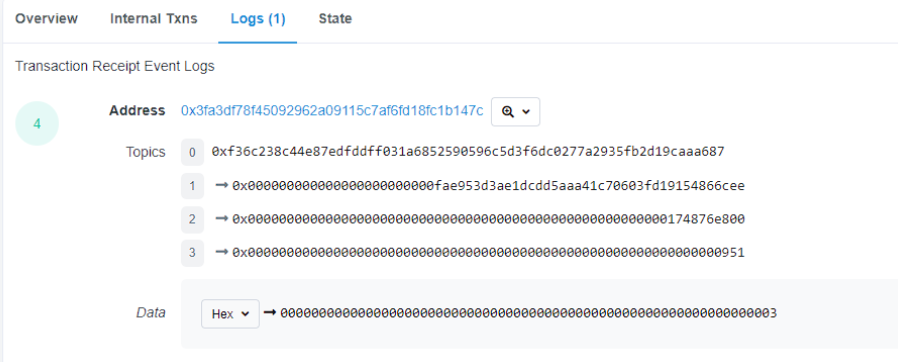 Overview Internal Txns Logs (1) State
Transaction Receipt Event Logs
4
Address 0x3fa3df78f45092962a09115c7af6fd18fc1b147c
Topics 0 0xf36c238c44e87edfddff031a6852590596c5d3f6dc0277a2935fb2d19caaa687
1 → 0x000000000000000000000000fae953d3ae1dcdd5aaa41c70603fd19154866cee
2 → 0x000000000000000000000000000000000000000000000000000000174876e800
3 → 0x0000000000000000000000000000000000000000000000000000000000000951
Data Hex → 0000000000000000000000000000000000000000000000000000000000000003